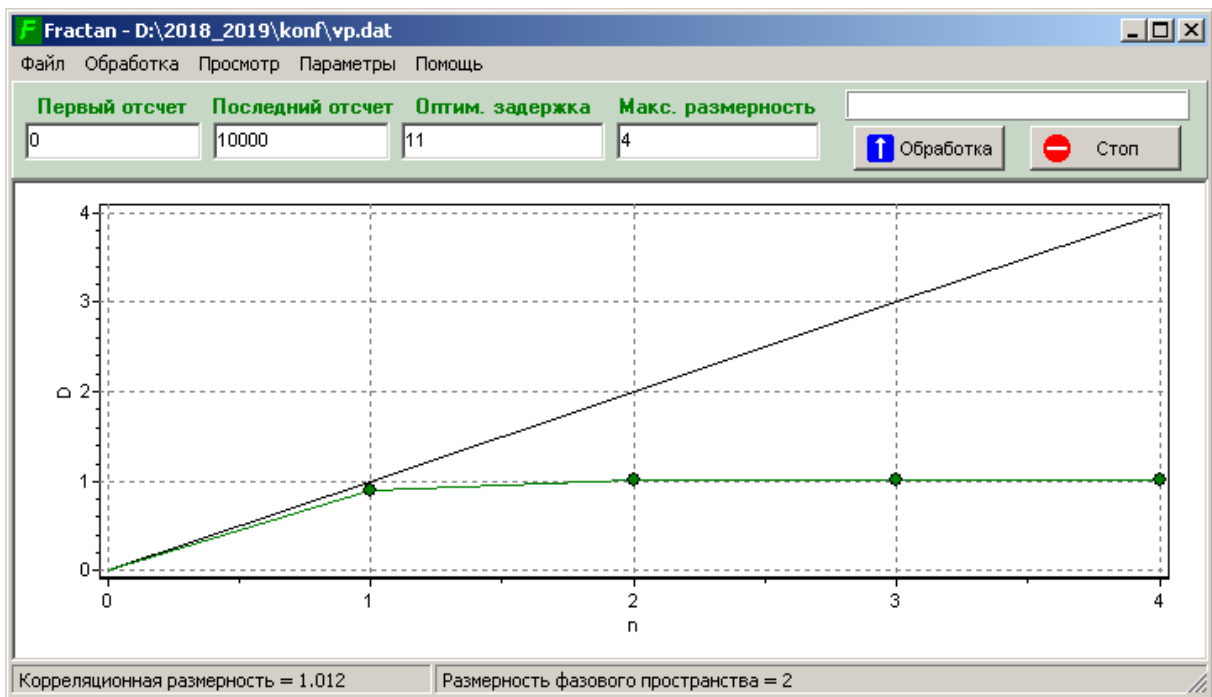 Fractan - D:\2018_2019\konf\vp.dat
Файл Обработка Просмотр Параметры Помощь
Первый отсчет Последний отсчет Оптим. задержка Макс. размерность
0 10000 11 4
Обработка Стоп
4
3
D 2
1
0
0 1 2 3 4
n
Корреляционная размерность = 1.012 Размерность фазового пространства = 2